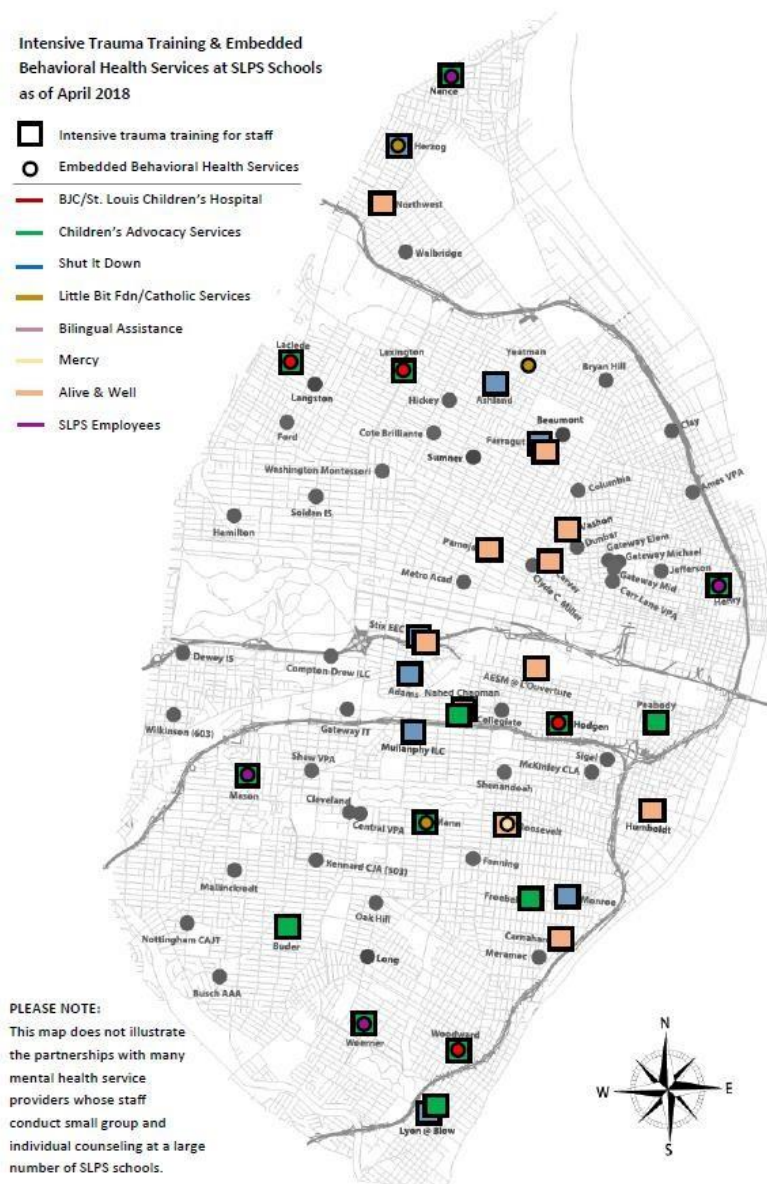 Intensive Trauma Training & Embedded
Behavioral Health Services at SLPS Schools
as of April 2018
Intensive trauma training for staff
Embedded Behavioral Health Services
BJC/St. Louis Children's Hospital
Children's Advocacy Services
Shut It Down
Little Bit Fdn/Catholic Services
Bilingual Assistance
Mercy
Alive & Well
SLPS Employees
Nance
Herzog
Northwest
Walbridge
Laclede
Lexington
Yeatman
Bryan Hill
Langston
Hickey
Ashland
Ford
Cote Brilliante
Farragut
Beaumont
Clay
Sumner
Washington Montessori
Columbia
Ames VPA
Soldan IS
Hamilton
Vashon
Pamoja
Dunbar
Gateway Elem
Gateway Michael
Jefferson
Gateway Mid
Carver
Clyde C. Miller
Carr Lane VPA
Metro Acad
Henry
Stix EEC
Dewey IS
Compton-Drew ILC
Adams
AESM @ L'Ouverture
Nahed Chapman
Peabody
Wilkinson (603)
Gateway IT
Collegiate
Hodgen
Mullanphy ILC
Sigel
Shaw VPA
McKinley CLA
Mason
Shenandoah
Cleveland
Central VPA
Mann
Roosevelt
Humboldt
Kennard CJA (503)
Fanning
Mallinckrodt
Froebel
Monroe
Oak Hill
Nottingham CAJT
Buder
Carnahan
Long
Meramec
Busch AAA
PLEASE NOTE:
This map does not illustrate
the partnerships with many
mental health service
providers whose staff
conduct small group and
individual counseling at a large
number of SLPS schools.
Woerner
Woodward
Lyon @ Blow
N
W
E
S